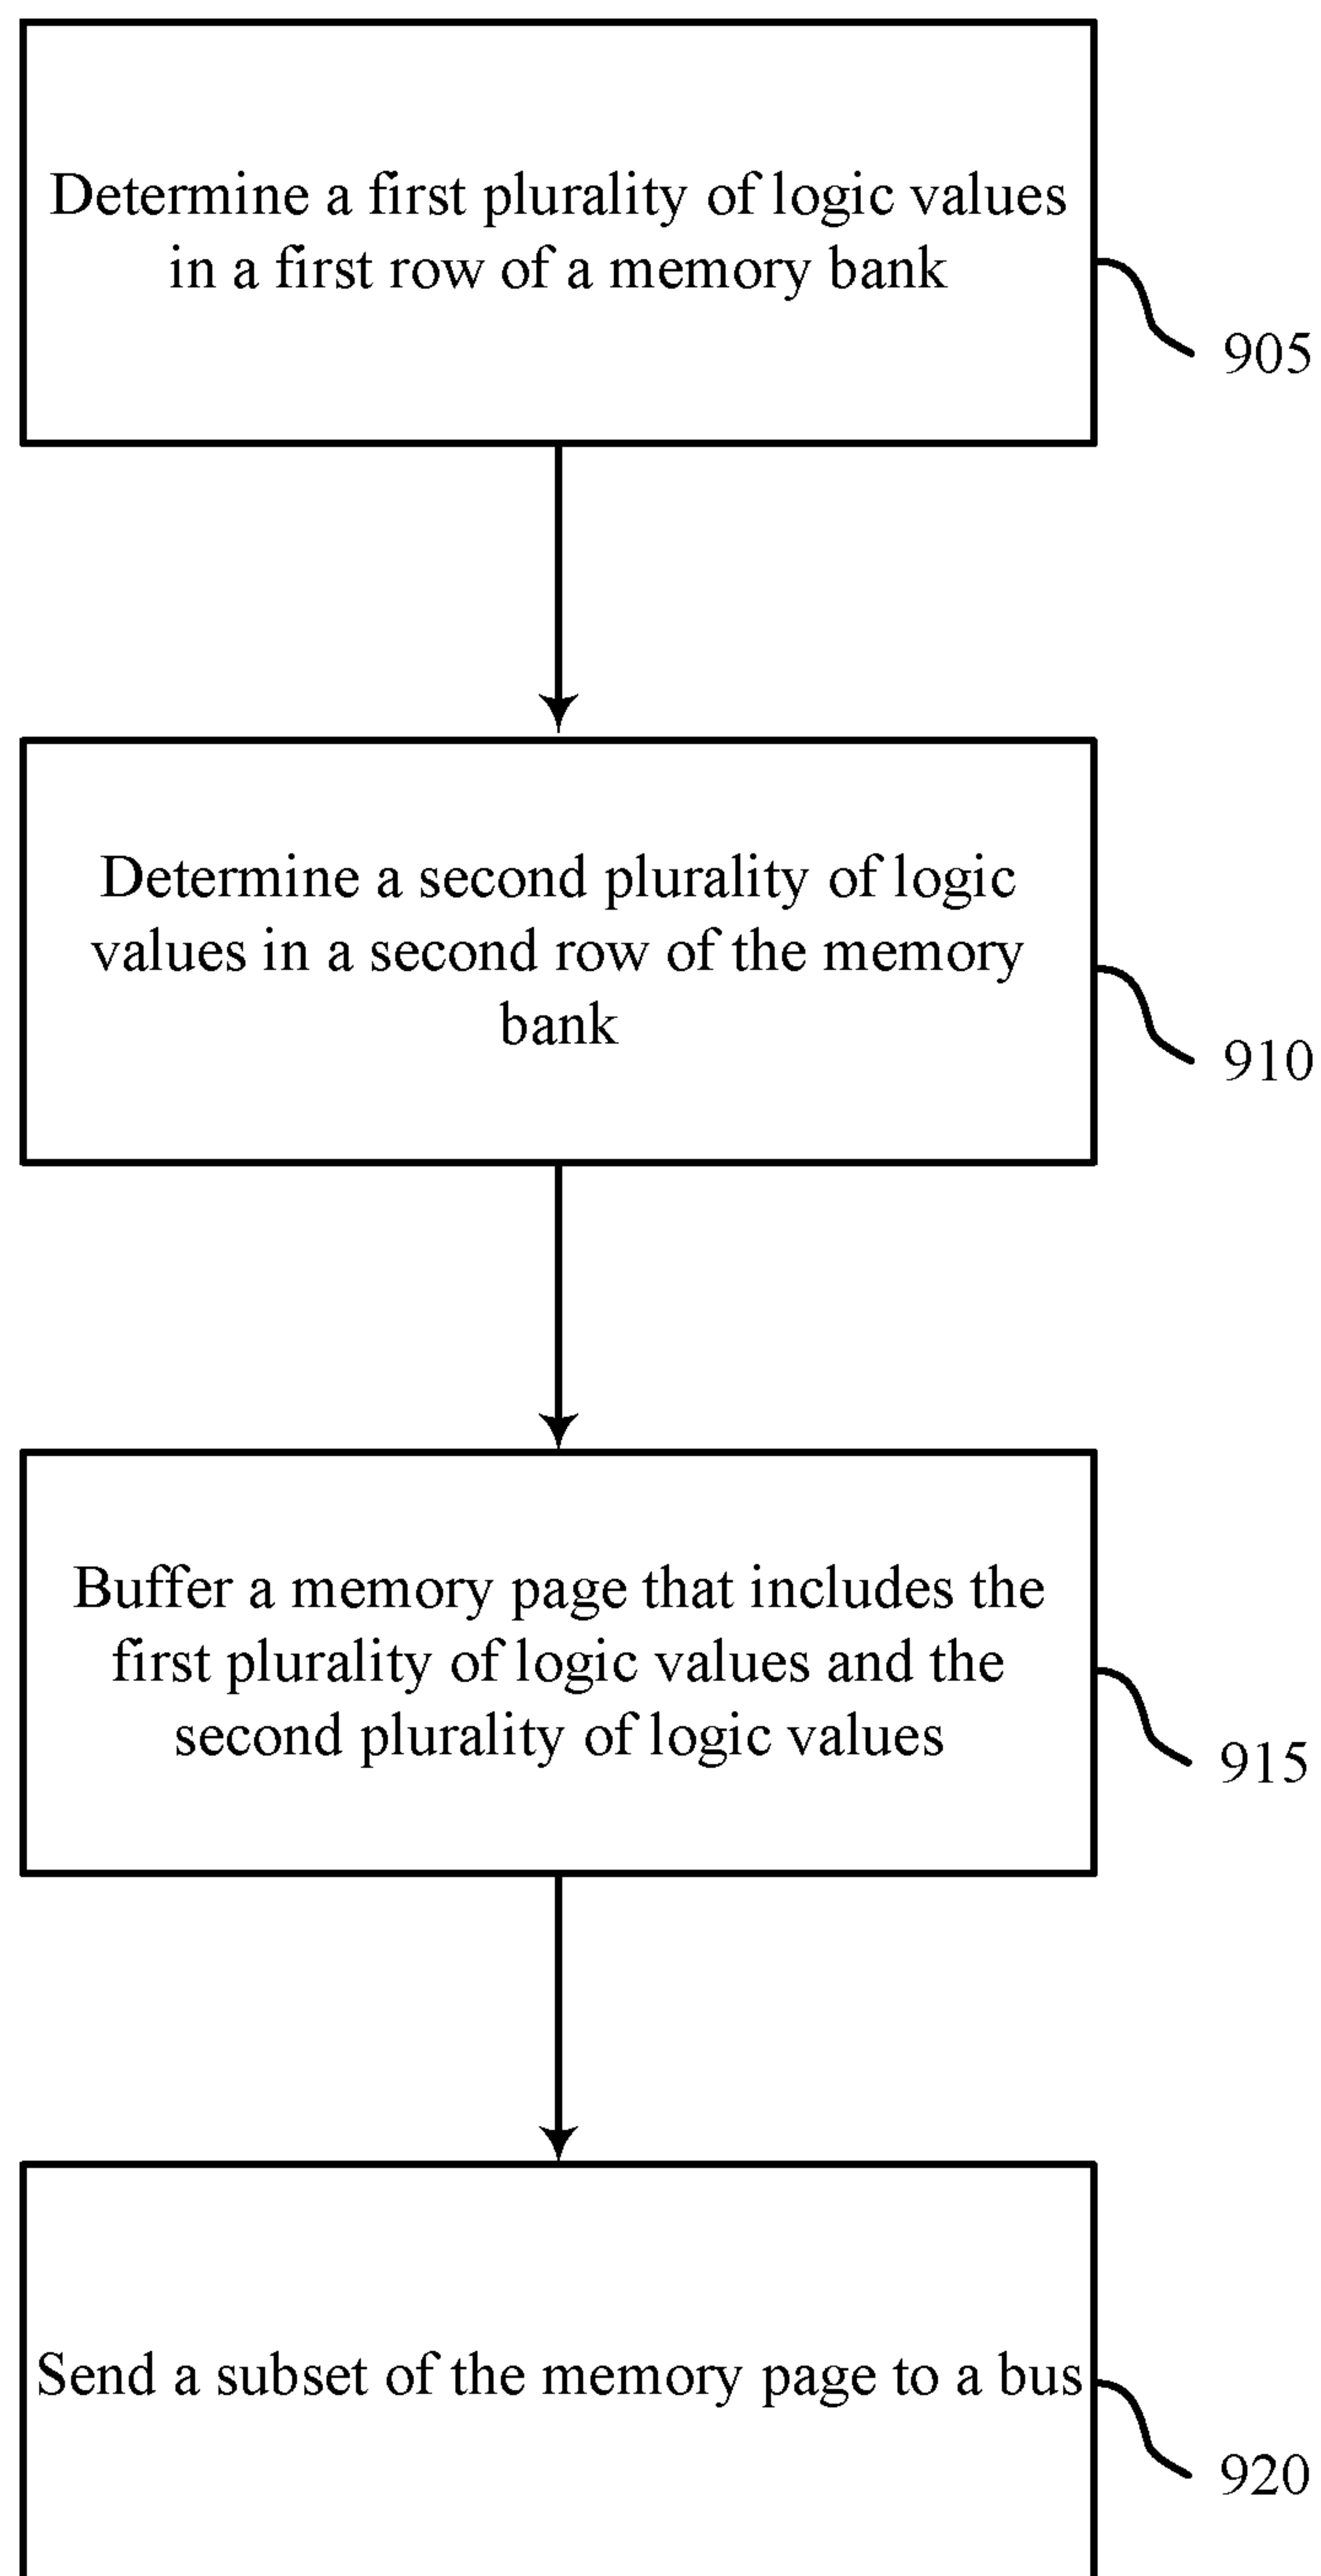 Determine a first plurality of logic values
in a first row of a memory bank
905
Determine a second plurality of logic
values in a second row of the memory
bank
910
Buffer a memory page that includes the
first plurality of logic values and the
second plurality of logic values
915
Send a subset of the memory page to a bus
920